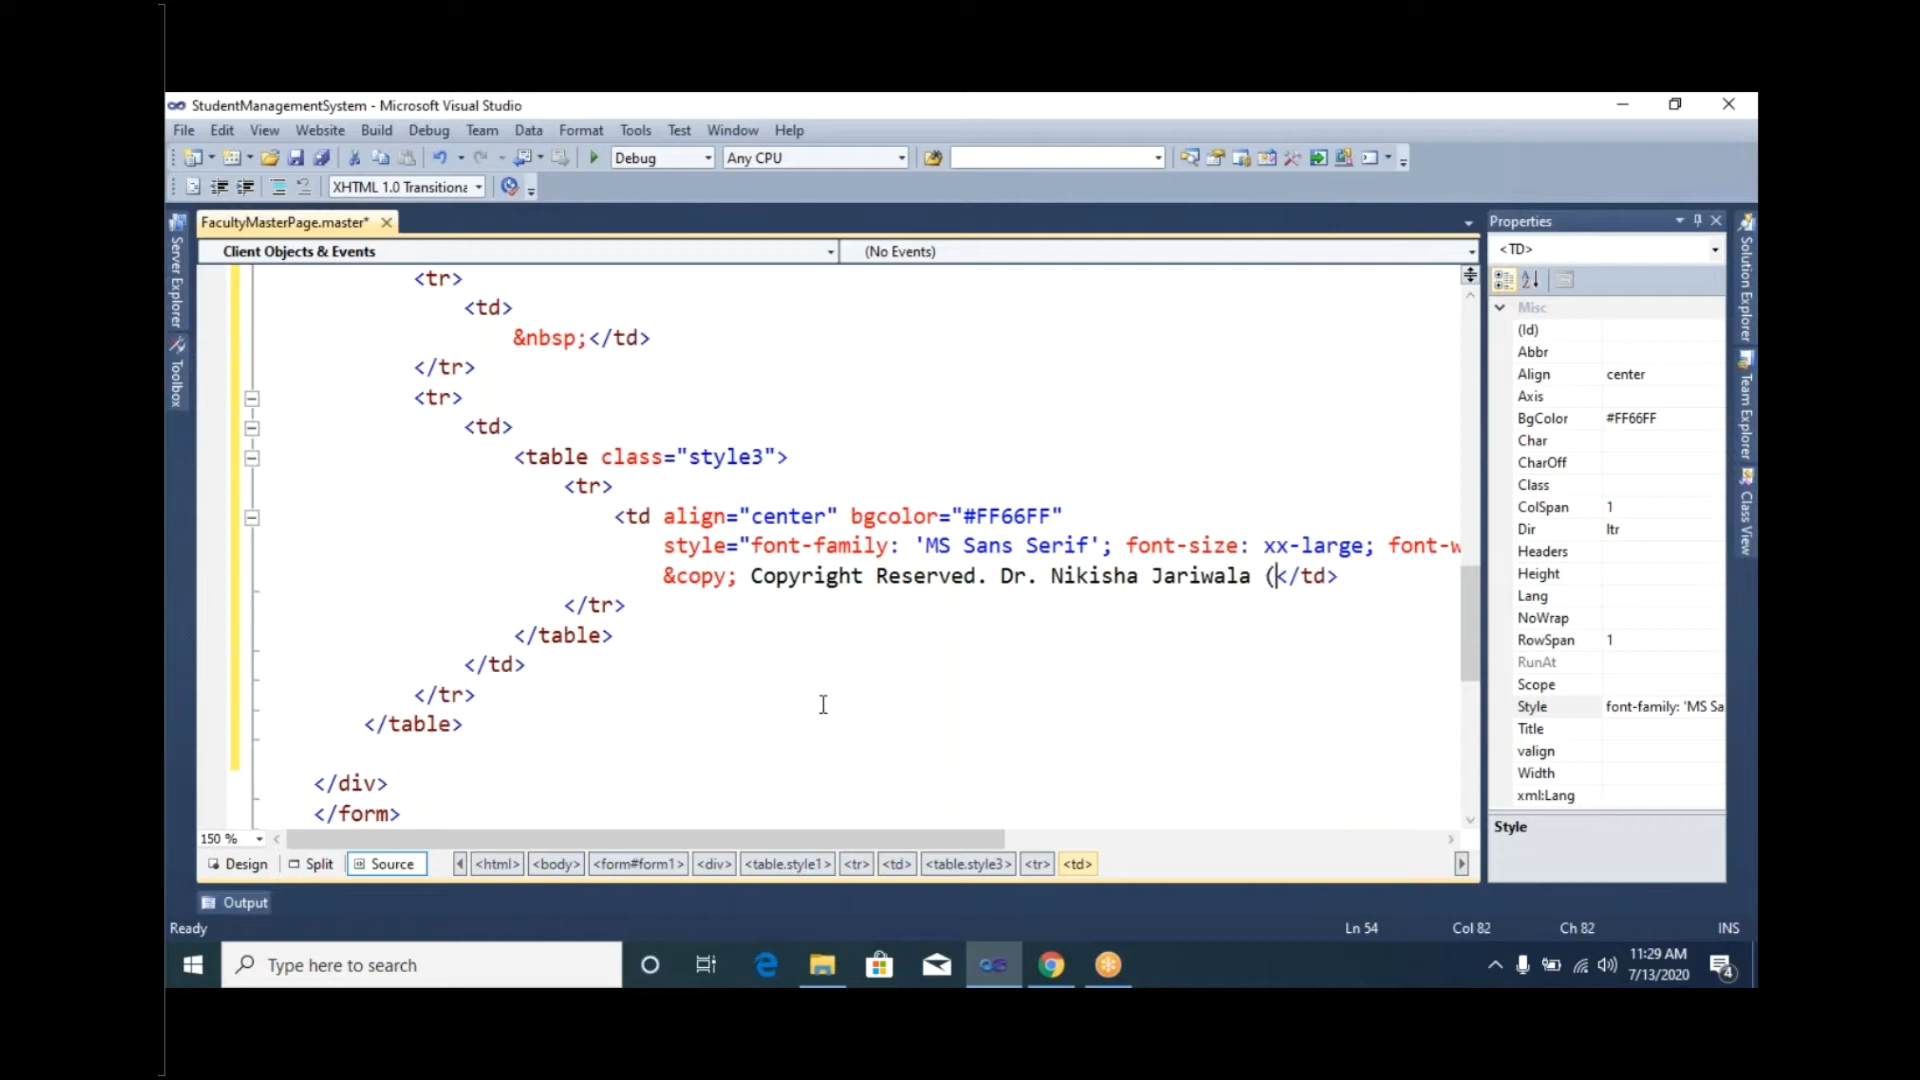 StudentManagementSystem - Microsoft Visual Studio
File Edit View Website Build Debug Team Data Format Tools Test Window Help
Debug Any CPU
XHTML 1.0 Transitiona
FacultyMasterPage.master*
Properties
Client Objects & Events (No Events)
<TD>
Server Explorer
Toolbox
<tr>
<td>
&nbsp;</td>
</tr>
<tr>
<td>
<table class="style3">
<tr>
<td align="center" bgcolor="#FF66FF"
style="font-family: 'MS Sans Serif'; font-size: xx-large; font-w
&copy; Copyright Reserved. Dr. Nikisha Jariwala (</td>
</tr>
</table>
</td>
</tr>
</table>
</div>
</form>
Misc
(Id)
Abbr
Align center
Axis
BgColor #FF66FF
Char
CharOff
Class
ColSpan 1
Dir ltr
Headers
Height
Lang
NoWrap
RowSpan 1
RunAt
Scope
Style font-family: 'MS Sa
Title
valign
Width
xml:Lang
Style
Solution Explorer
Team Explorer
Class View
150 %
Design Split Source <html> <body> <form#form1> <div> <table.style1> <tr> <td> <table.style3> <tr> <td>
Output
Ready Ln 54 Col 82 Ch 82 INS
Type here to search
11:29 AM
7/13/2020
4